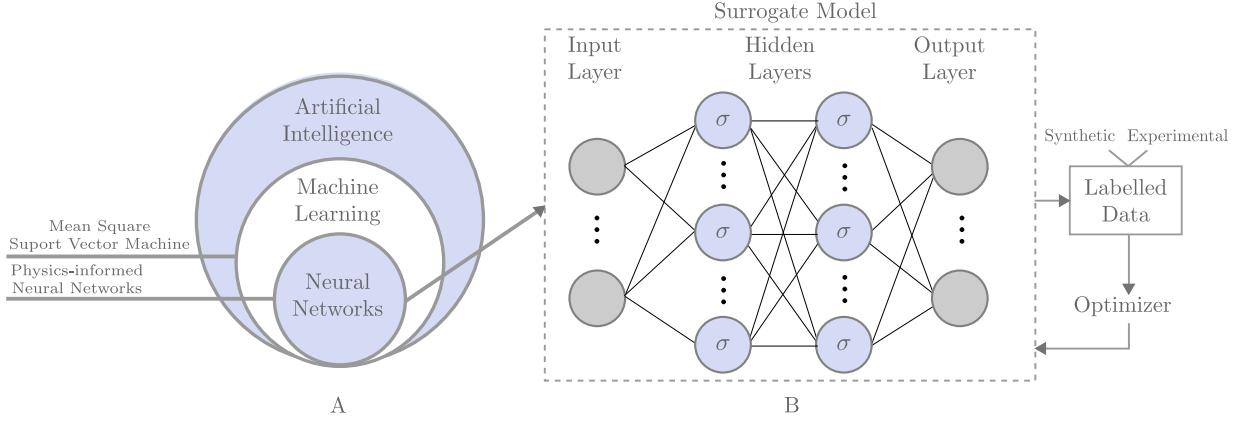 Artificial
Intelligence
Machine
Learning
Neural
Networks
Mean Square
Suport Vector Machine
Physics-informed
Neural Networks
A
Surrogate Model
Input
Layer
Hidden
Layers
Output
Layer
σ σ
σ σ
σ σ
B
Synthetic Experimental
Labelled
Data
Optimizer